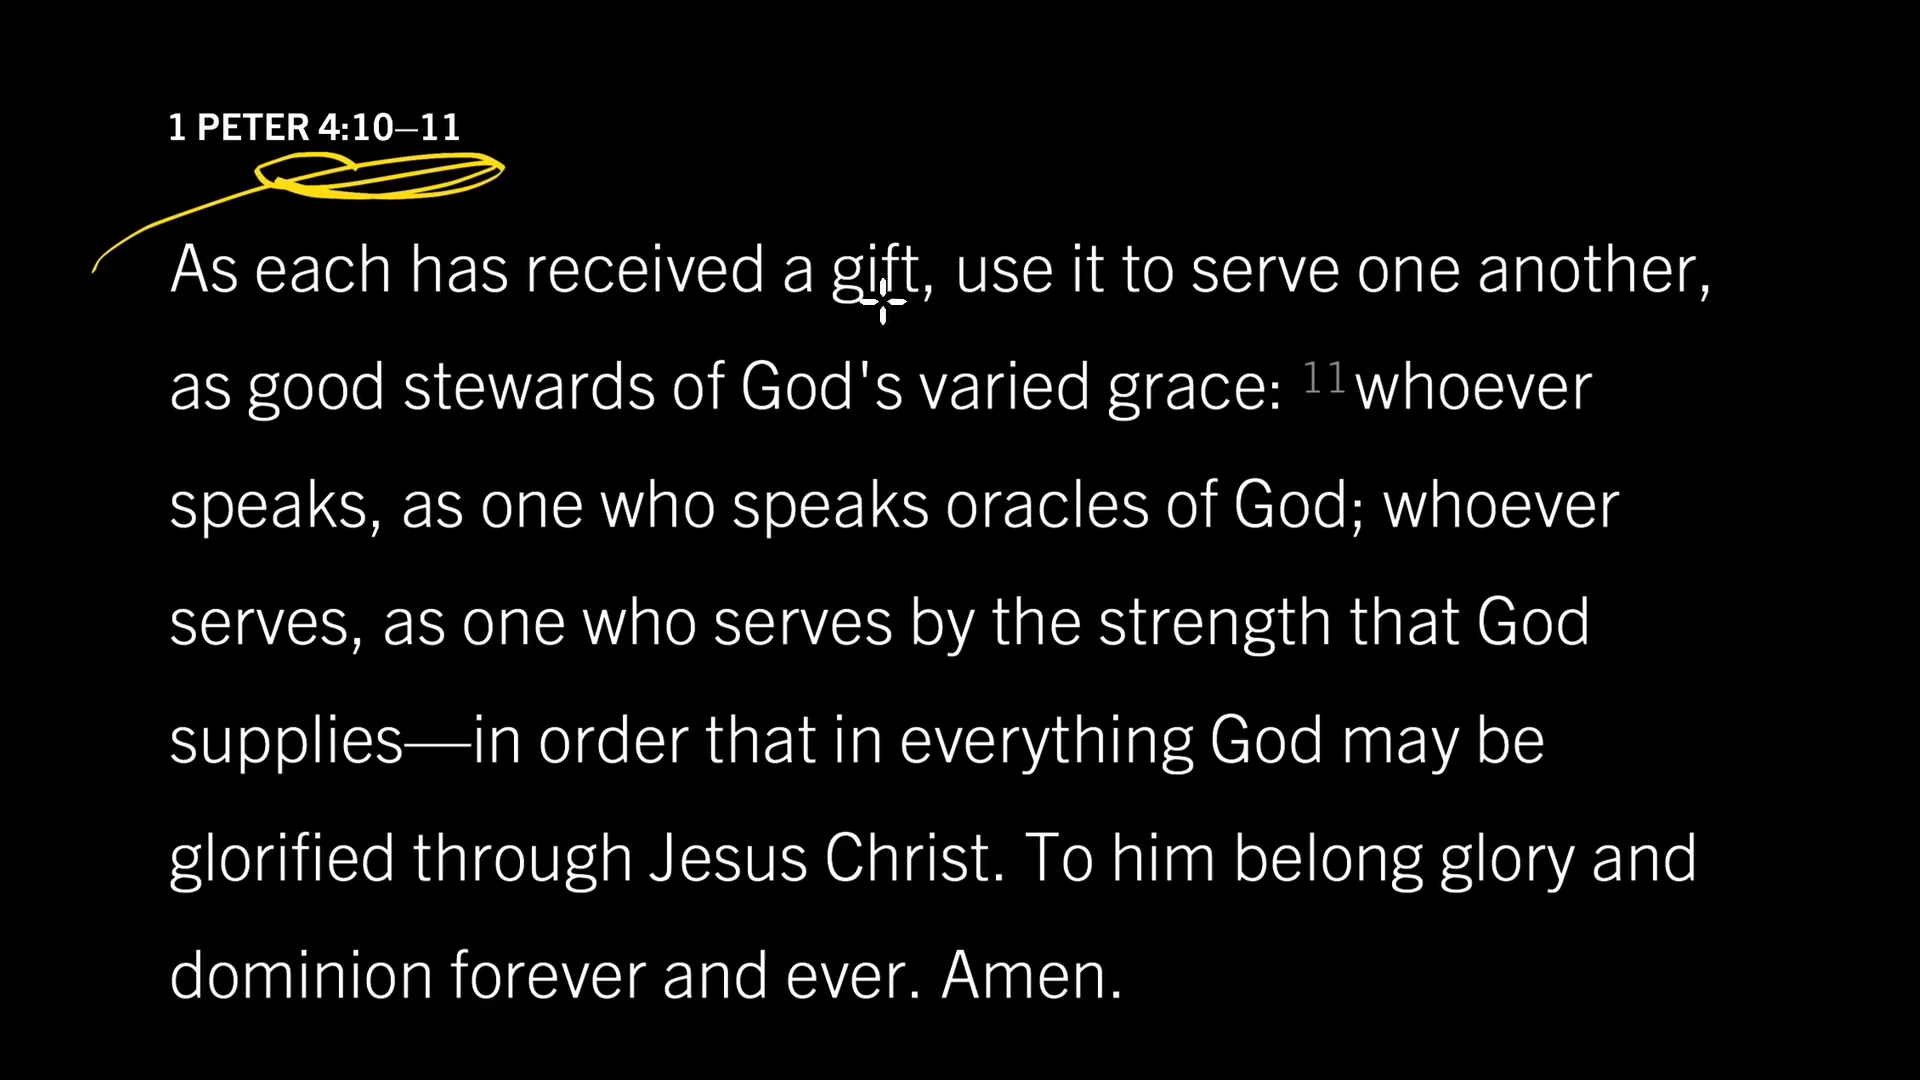 1 PETER 4:10–11
As each has received a gift, use it to serve one another,
as good stewards of God's varied grace: 11 whoever
speaks, as one who speaks oracles of God; whoever
serves, as one who serves by the strength that God
supplies—in order that in everything God may be
glorified through Jesus Christ. To him belong glory and
dominion forever and ever. Amen.